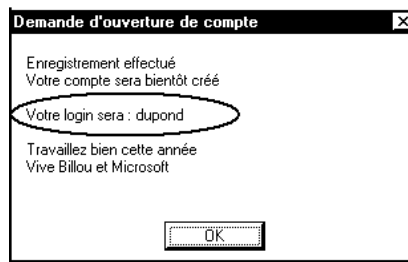 Demande d'ouverture de compte
Enregistrement effectué
Votre compte sera bientôt créé
Votre login sera : dupond
Travaillez bien cette année
Vive Billou et Microsoft
OK